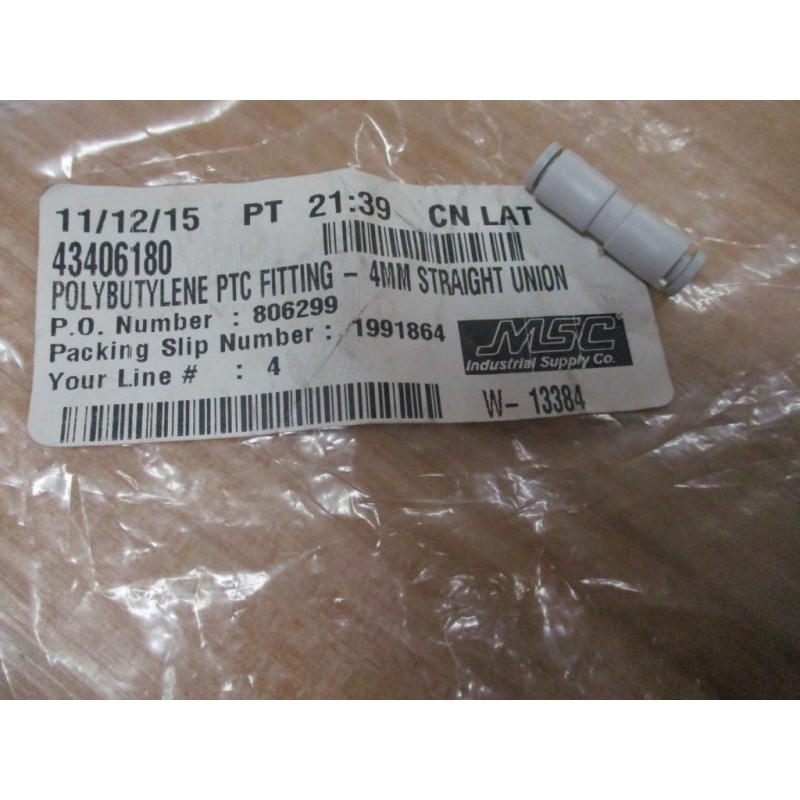 11/12/15 PT 21:39 CN LAT
43406180
POLYBUTYLENE PTC FITTING - 4MM STRAIGHT UNION
P.O. Number : 806299
Packing Slip Number : 1991864
Your Line # : 4
MSC
Industrial Supply Co.
W- 13384